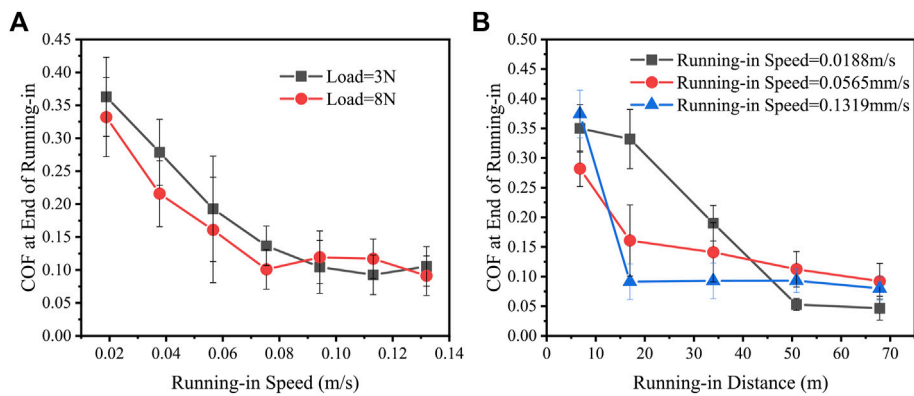 A
COF at End of Running-in
0.45
0.40
0.35
0.30
0.25
0.20
0.15
0.10
0.05
0.00
Load=3N
Load=8N
0.02 0.04 0.06 0.08 0.10 0.12 0.14
Running-in Speed (m/s)
B
COF at End of Running-in
0.50
0.45
0.40
0.35
0.30
0.25
0.20
0.15
0.10
0.05
0.00
Running-in Speed=0.0188m/s
Running-in Speed=0.0565mm/s
Running-in Speed=0.1319mm/s
0 10 20 30 40 50 60 70
Running-in Distance (m)